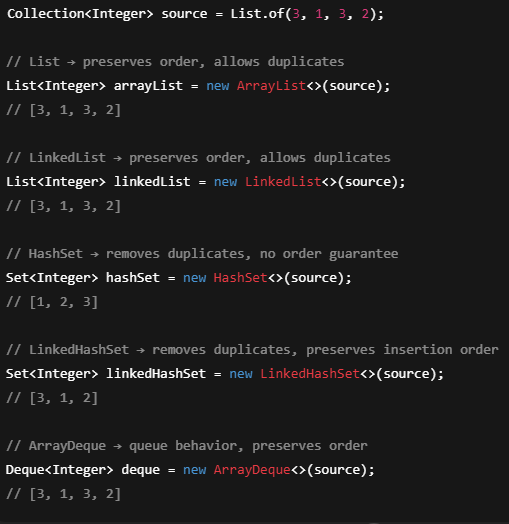 Collection<Integer> source = List.of(3, 1, 3, 2);
// List → preserves order, allows duplicates
List<Integer> arrayList = new ArrayList<>(source);
// [3, 1, 3, 2]
// LinkedList → preserves order, allows duplicates
List<Integer> linkedList = new LinkedList<>(source);
// [3, 1, 3, 2]
// HashSet → removes duplicates, no order guarantee
Set<Integer> hashSet = new HashSet<>(source);
// [1, 2, 3]
// LinkedHashSet → removes duplicates, preserves insertion order
Set<Integer> linkedHashSet = new LinkedHashSet<>(source);
// [3, 1, 2]
// ArrayDeque → queue behavior, preserves order
Deque<Integer> deque = new ArrayDeque<>(source);
// [3, 1, 3, 2]